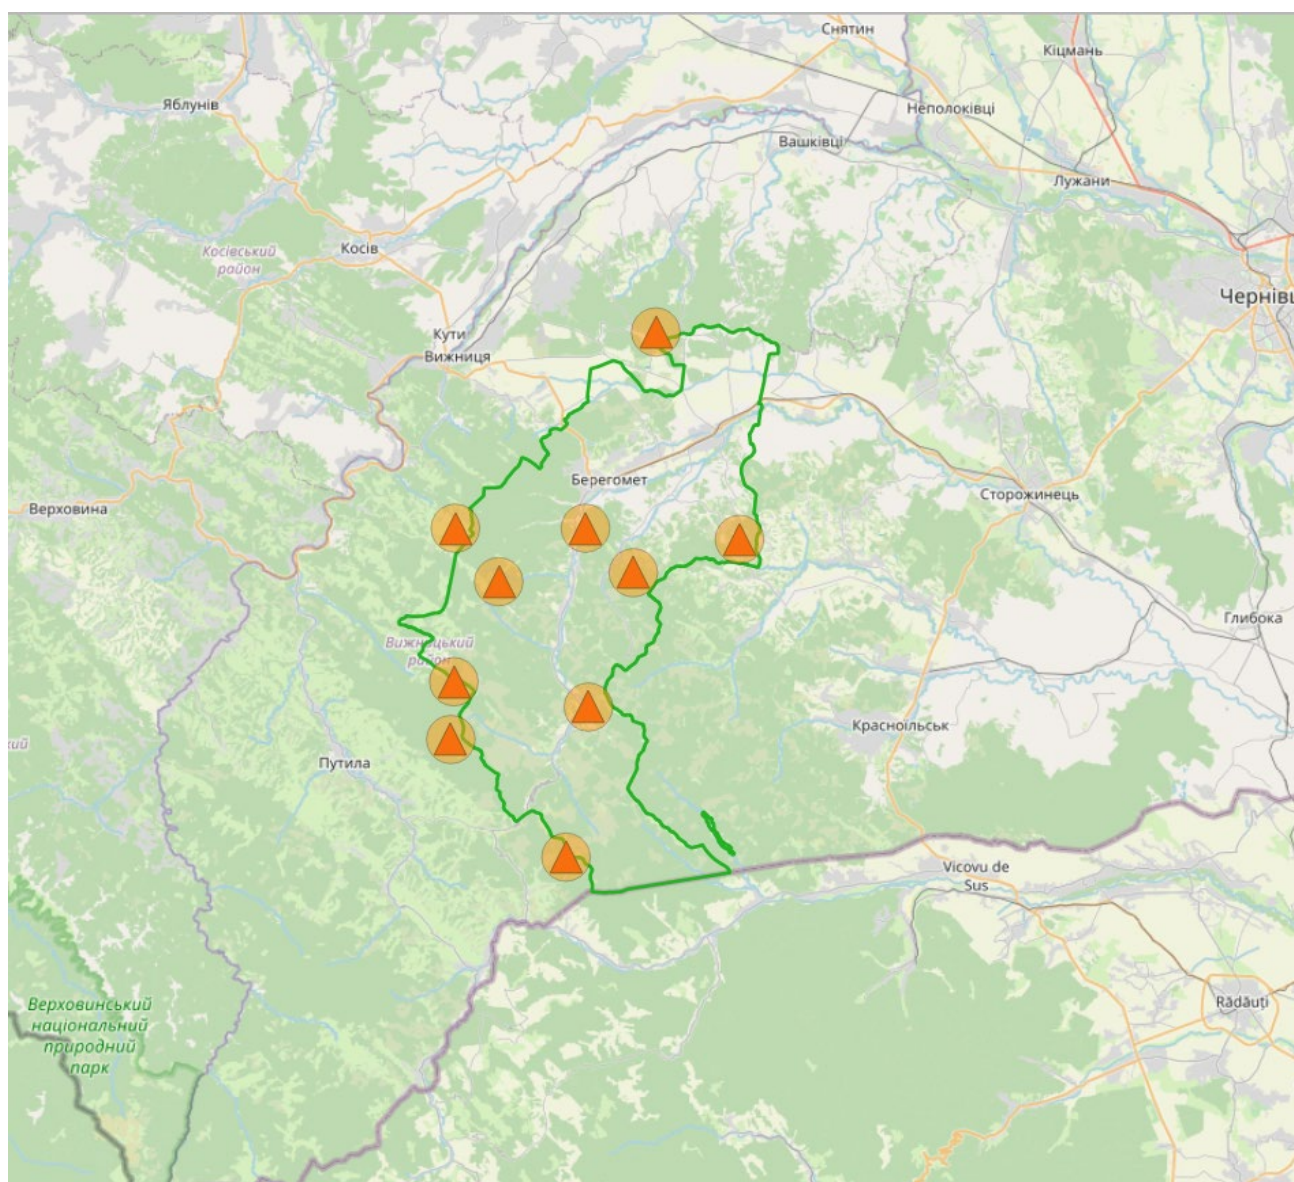 Снятин
Кіцмань
Яблунів
Неполоківці
Вашківці
Лужани
Косівський
район
Косів
Кути
Вижниця
Берегомет
Сторожинець
Верховина
Глибока
Путила
Красноїльськ
Vicovu de
Sus
Rădăuți
Верховинський
національний
природний
парк